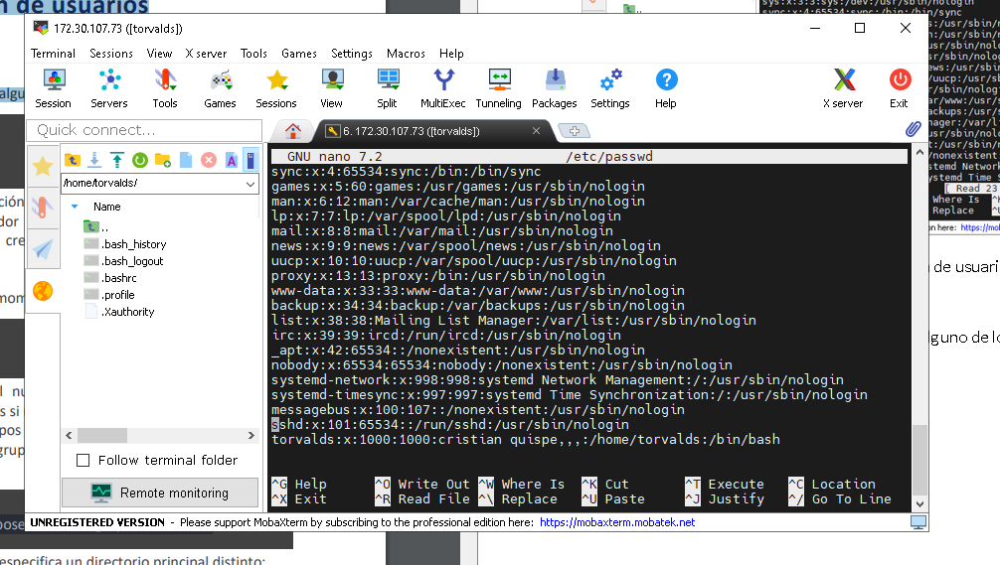 n de usuarios
172.30.107.73 ([torvalds])
Terminal Sessions View X server Tools Games Settings Macros Help
Session Servers Tools Games Sessions View Split MultiExec Tunneling Packages Settings Help X server Exit
Quick connect...
6. 172.30.107.73 ([torvalds])
/home/torvalds/
Name
..
.bash_history
.bash_logout
.bashrc
.profile
.Xauthority
Follow terminal folder
Remote monitoring
GNU nano 7.2 /etc/passwd
sync:x:4:65534:sync:/bin:/bin/sync
games:x:5:60:games:/usr/games:/usr/sbin/nologin
man:x:6:12:man:/var/cache/man:/usr/sbin/nologin
lp:x:7:7:lp:/var/spool/lpd:/usr/sbin/nologin
mail:x:8:8:mail:/var/mail:/usr/sbin/nologin
news:x:9:9:news:/var/spool/news:/usr/sbin/nologin
uucp:x:10:10:uucp:/var/spool/uucp:/usr/sbin/nologin
proxy:x:13:13:proxy:/bin:/usr/sbin/nologin
www-data:x:33:33:www-data:/var/www:/usr/sbin/nologin
backup:x:34:34:backup:/var/backups:/usr/sbin/nologin
list:x:38:38:Mailing List Manager:/var/list:/usr/sbin/nologin
irc:x:39:39:ircd:/run/ircd:/usr/sbin/nologin
_apt:x:42:65534::/nonexistent:/usr/sbin/nologin
nobody:x:65534:65534:nobody:/nonexistent:/usr/sbin/nologin
systemd-network:x:998:998:systemd Network Management:/:/usr/sbin/nologin
systemd-timesync:x:997:997:systemd Time Synchronization:/:/usr/sbin/nologin
messagebus:x:100:107::/nonexistent:/usr/sbin/nologin
sshd:x:101:65534::/run/sshd:/usr/sbin/nologin
torvalds:x:1000:1000:cristian quispe,,,:/home/torvalds:/bin/bash
^G Help ^O Write Out ^W Where Is ^K Cut ^T Execute ^C Location
^X Exit ^R Read File ^\ Replace ^U Paste ^J Justify ^/ Go To Line
UNREGISTERED VERSION - Please support MobaXterm by subscribing to the professional edition here: https://mobaxterm.mobatek.net
[ Read 23
Where Is ^K
Replace
on here: https://mob
de usuari
lguno de lo
especifica un directorio principal distinto: